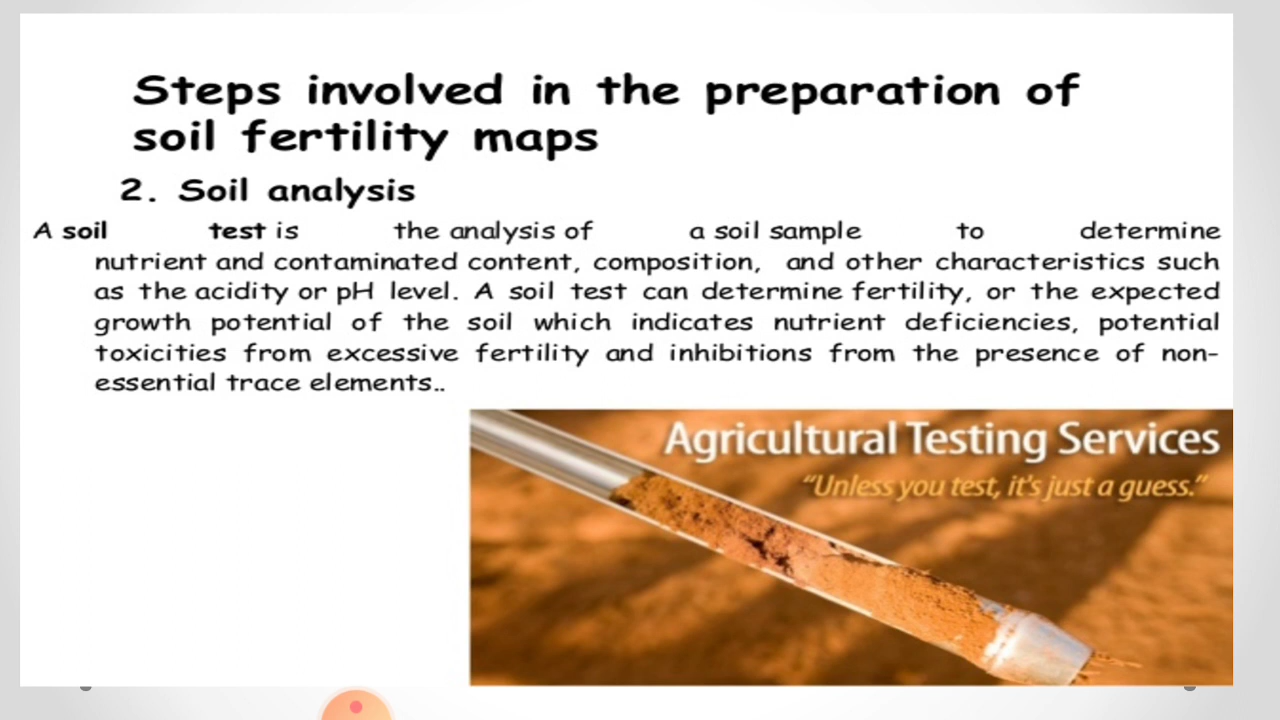 Steps involved in the preparation of
soil fertility maps
2. Soil analysis
A soil test is the analysis of a soil sample to determine
nutrient and contaminated content, composition, and other characteristics such
as the acidity or pH level. A soil test can determine fertility, or the expected
growth potential of the soil which indicates nutrient deficiencies, potential
toxicities from excessive fertility and inhibitions from the presence of non-
essential trace elements..
Agricultural Testing Services
“Unless you test, it's just a guess.”